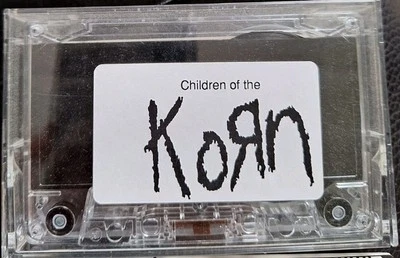 Children of the
KoЯn